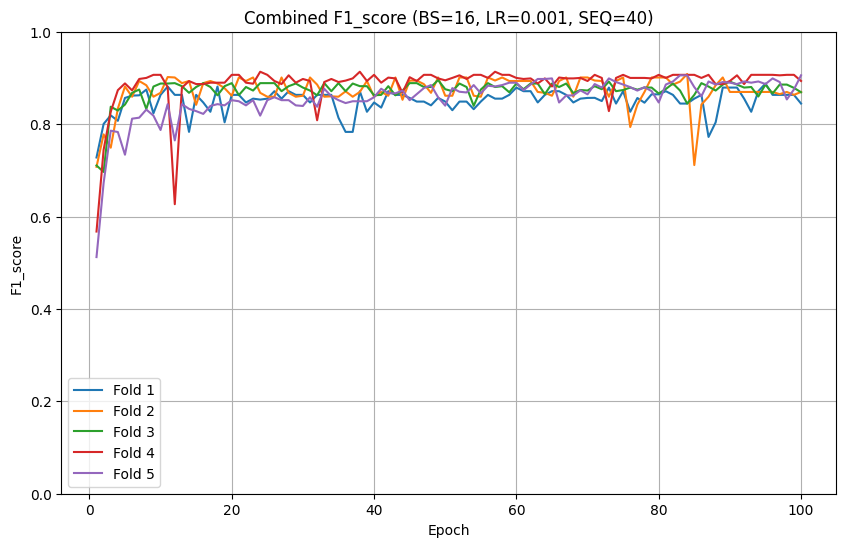 Combined F1_score (BS=16, LR=0.001, SEQ=40)
F1_score
1.0
0.8
0.6
0.4
0.2
0.0
Fold 1
Fold 2
Fold 3
Fold 4
Fold 5
0 20 40 60 80 100
Epoch